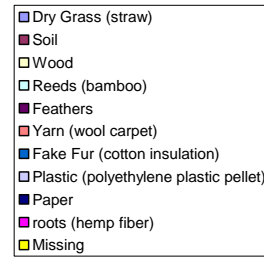 Dry Grass (straw)
Soil
Wood
Reeds (bamboo)
Feathers
Yarn (wool carpet)
Fake Fur (cotton insulation)
Plastic (polyethylene plastic pellet)
Paper
roots (hemp fiber)
Missing